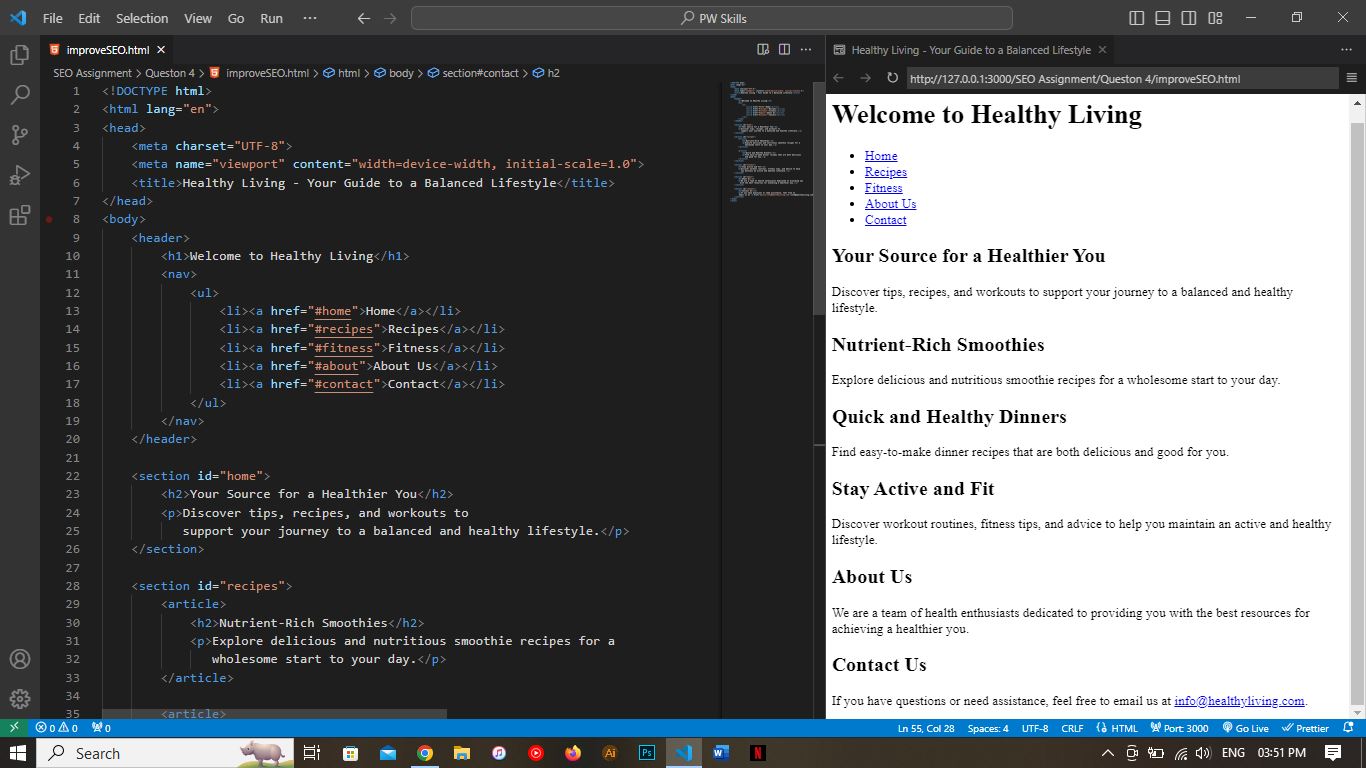 File Edit Selection View Go Run ··· PW Skills
improveSEO.html
SEO Assignment > Queston 4 > improveSEO.html > html > body > section#contact > h2
1 <!DOCTYPE html>
2 <html lang="en">
3 <head>
4 <meta charset="UTF-8">
5 <meta name="viewport" content="width=device-width, initial-scale=1.0">
6 <title>Healthy Living - Your Guide to a Balanced Lifestyle</title>
7 </head>
8 <body>
9 <header>
10 <h1>Welcome to Healthy Living</h1>
11 <nav>
12 <ul>
13 <li><a href="#home">Home</a></li>
14 <li><a href="#recipes">Recipes</a></li>
15 <li><a href="#fitness">Fitness</a></li>
16 <li><a href="#about">About Us</a></li>
17 <li><a href="#contact">Contact</a></li>
18 </ul>
19 </nav>
20 </header>
21
22 <section id="home">
23 <h2>Your Source for a Healthier You</h2>
24 <p>Discover tips, recipes, and workouts to
25 support your journey to a balanced and healthy lifestyle.</p>
26 </section>
27
28 <section id="recipes">
29 <article>
30 <h2>Nutrient-Rich Smoothies</h2>
31 <p>Explore delicious and nutritious smoothie recipes for a
32 wholesome start to your day.</p>
33 </article>
34
35 <article>
Healthy Living - Your Guide to a Balanced Lifestyle
http://127.0.0.1:3000/SEO Assignment/Queston 4/improveSEO.html
Welcome to Healthy Living
• Home
• Recipes
• Fitness
• About Us
• Contact
Your Source for a Healthier You
Discover tips, recipes, and workouts to support your journey to a balanced and healthy
lifestyle.
Nutrient-Rich Smoothies
Explore delicious and nutritious smoothie recipes for a wholesome start to your day.
Quick and Healthy Dinners
Find easy-to-make dinner recipes that are both delicious and good for you.
Stay Active and Fit
Discover workout routines, fitness tips, and advice to help you maintain an active and healthy
lifestyle.
About Us
We are a team of health enthusiasts dedicated to providing you with the best resources for
achieving a healthier you.
Contact Us
If you have questions or need assistance, feel free to email us at info@healthyliving.com.
0 0 0 Ln 55, Col 28 Spaces: 4 UTF-8 CRLF HTML Port: 3000 Go Live Prettier
Search Ai Ps W N ENG 03:51 PM